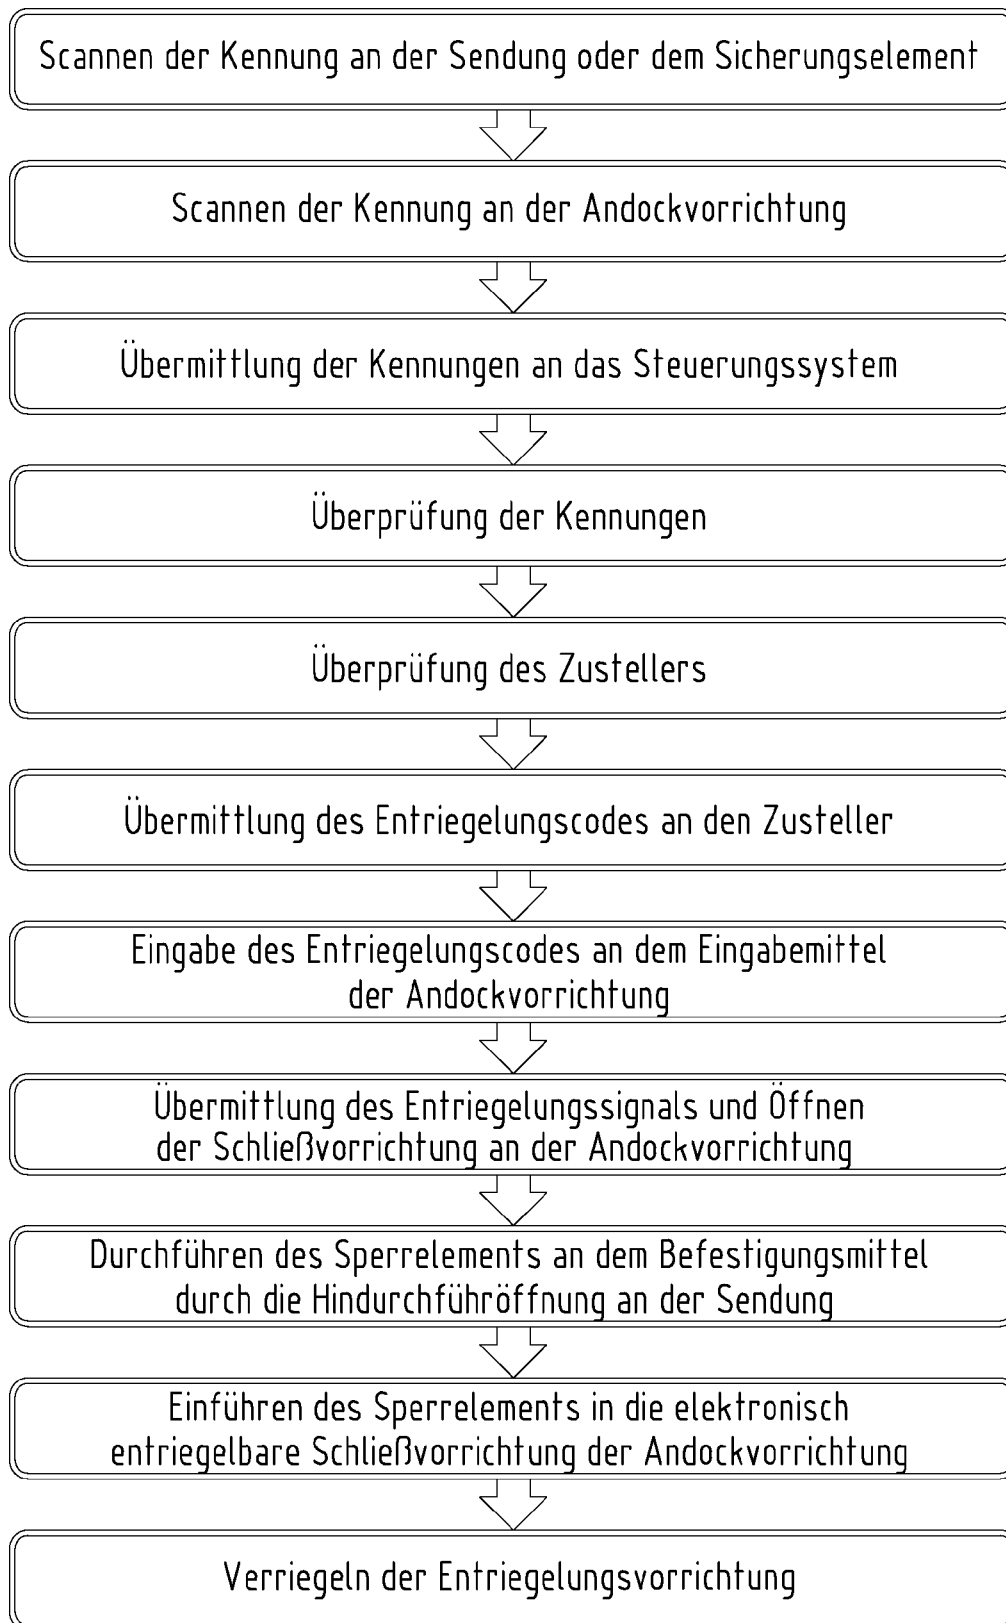 Scannen der Kennung an der Sendung oder dem Sicherungselement
Scannen der Kennung an der Andockvorrichtung
Übermittlung der Kennungen an das Steuerungssystem
Überprüfung der Kennungen
Überprüfung des Zustellers
Übermittlung des Entriegelungscodes an den Zusteller
Eingabe des Entriegelungscodes an dem Eingabemittel
der Andockvorrichtung
Übermittlung des Entriegelungssignals und Öffnen
der Schließvorrichtung an der Andockvorrichtung
Durchführen des Sperrelements an dem Befestigungsmittel
durch die Hindurchführöffnung an der Sendung
Einführen des Sperrelements in die elektronisch
entriegelbare Schließvorrichtung der Andockvorrichtung
Verriegeln der Entriegelungsvorrichtung